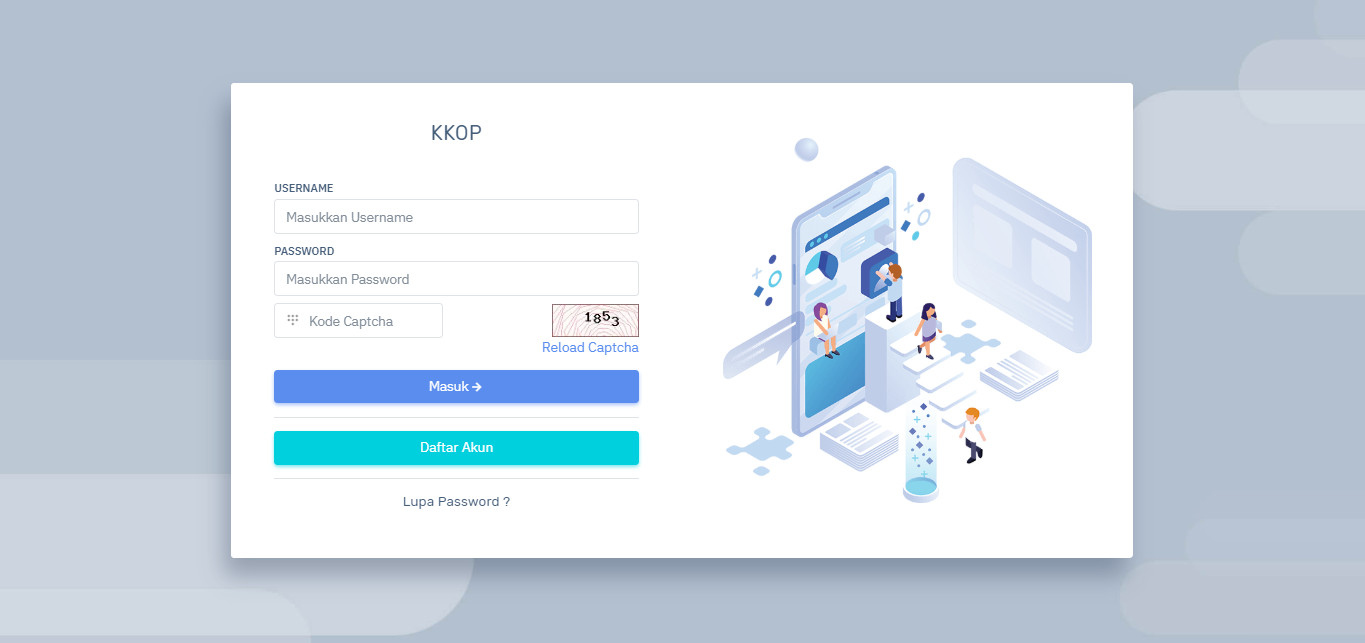 KKOP
USERNAME
Masukkan Username
PASSWORD
Masukkan Password
Kode Captcha
1853
Reload Captcha
Masuk →
Daftar Akun
Lupa Password ?